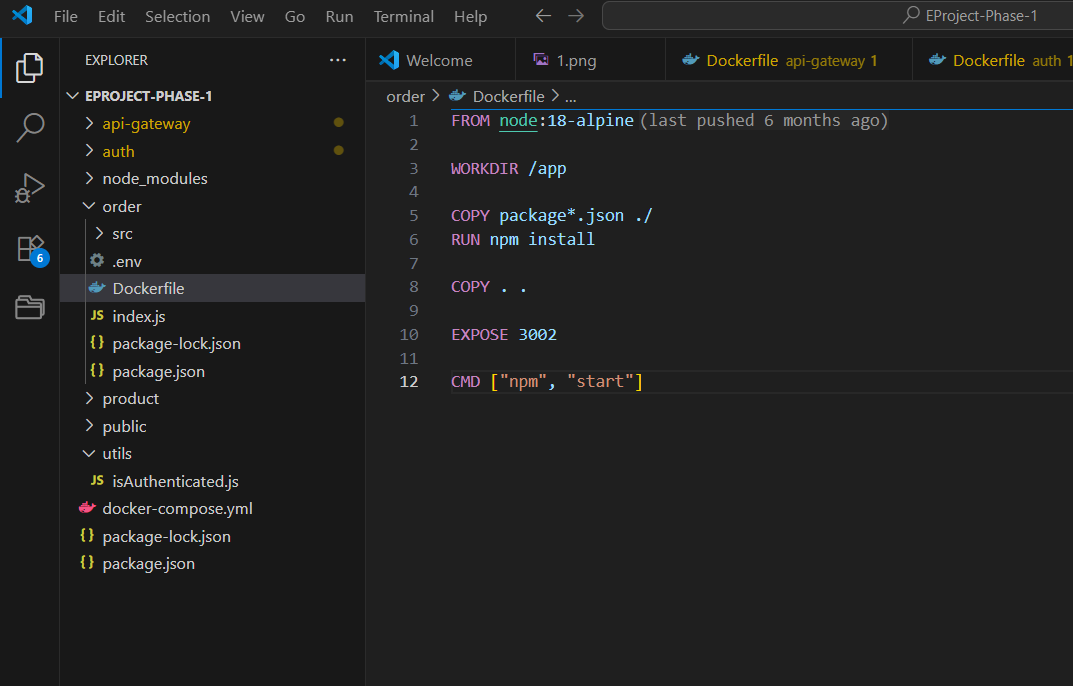 File Edit Selection View Go Run Terminal Help
EProject-Phase-1
EXPLORER
EPROJECT-PHASE-1
api-gateway
auth
node_modules
order
src
.env
Dockerfile
JS index.js
{} package-lock.json
{} package.json
product
public
utils
JS isAuthenticated.js
docker-compose.yml
{} package-lock.json
{} package.json
6
Welcome
1.png
Dockerfile api-gateway 1
Dockerfile auth 1
order > Dockerfile > ...
1 FROM node:18-alpine (last pushed 6 months ago)
2
3 WORKDIR /app
4
5 COPY package*.json ./
6 RUN npm install
7
8 COPY . .
9
10 EXPOSE 3002
11
12 CMD ["npm", "start"]